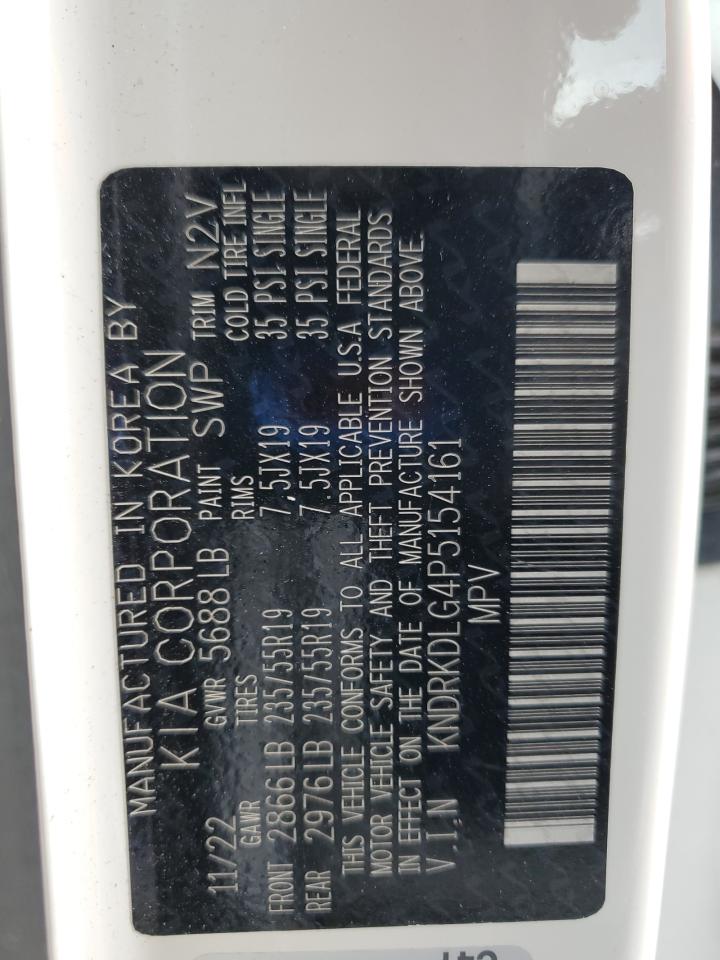 MANUFACTURED IN KOREA BY
KIA CORPORATION
11/22 GVWR 5688 LB PAINT SWP TRIM N2V
GAWR TIRES RIMS COLD TIRE INFL
FRONT 2866 LB 235/55R19 7.5JX19 35 PSI SINGLE
REAR 2976 LB 235/55R19 7.5JX19 35 PSI SINGLE
THIS VEHICLE CONFORMS TO ALL APPLICABLE U.S.A FEDERAL
MOTOR VEHICLE SAFETY AND THEFT PREVENTION STANDARDS
IN EFFECT ON THE DATE OF MANUFACTURE SHOWN ABOVE.
V.I.N KNDRKDLG4P5154161
MPV